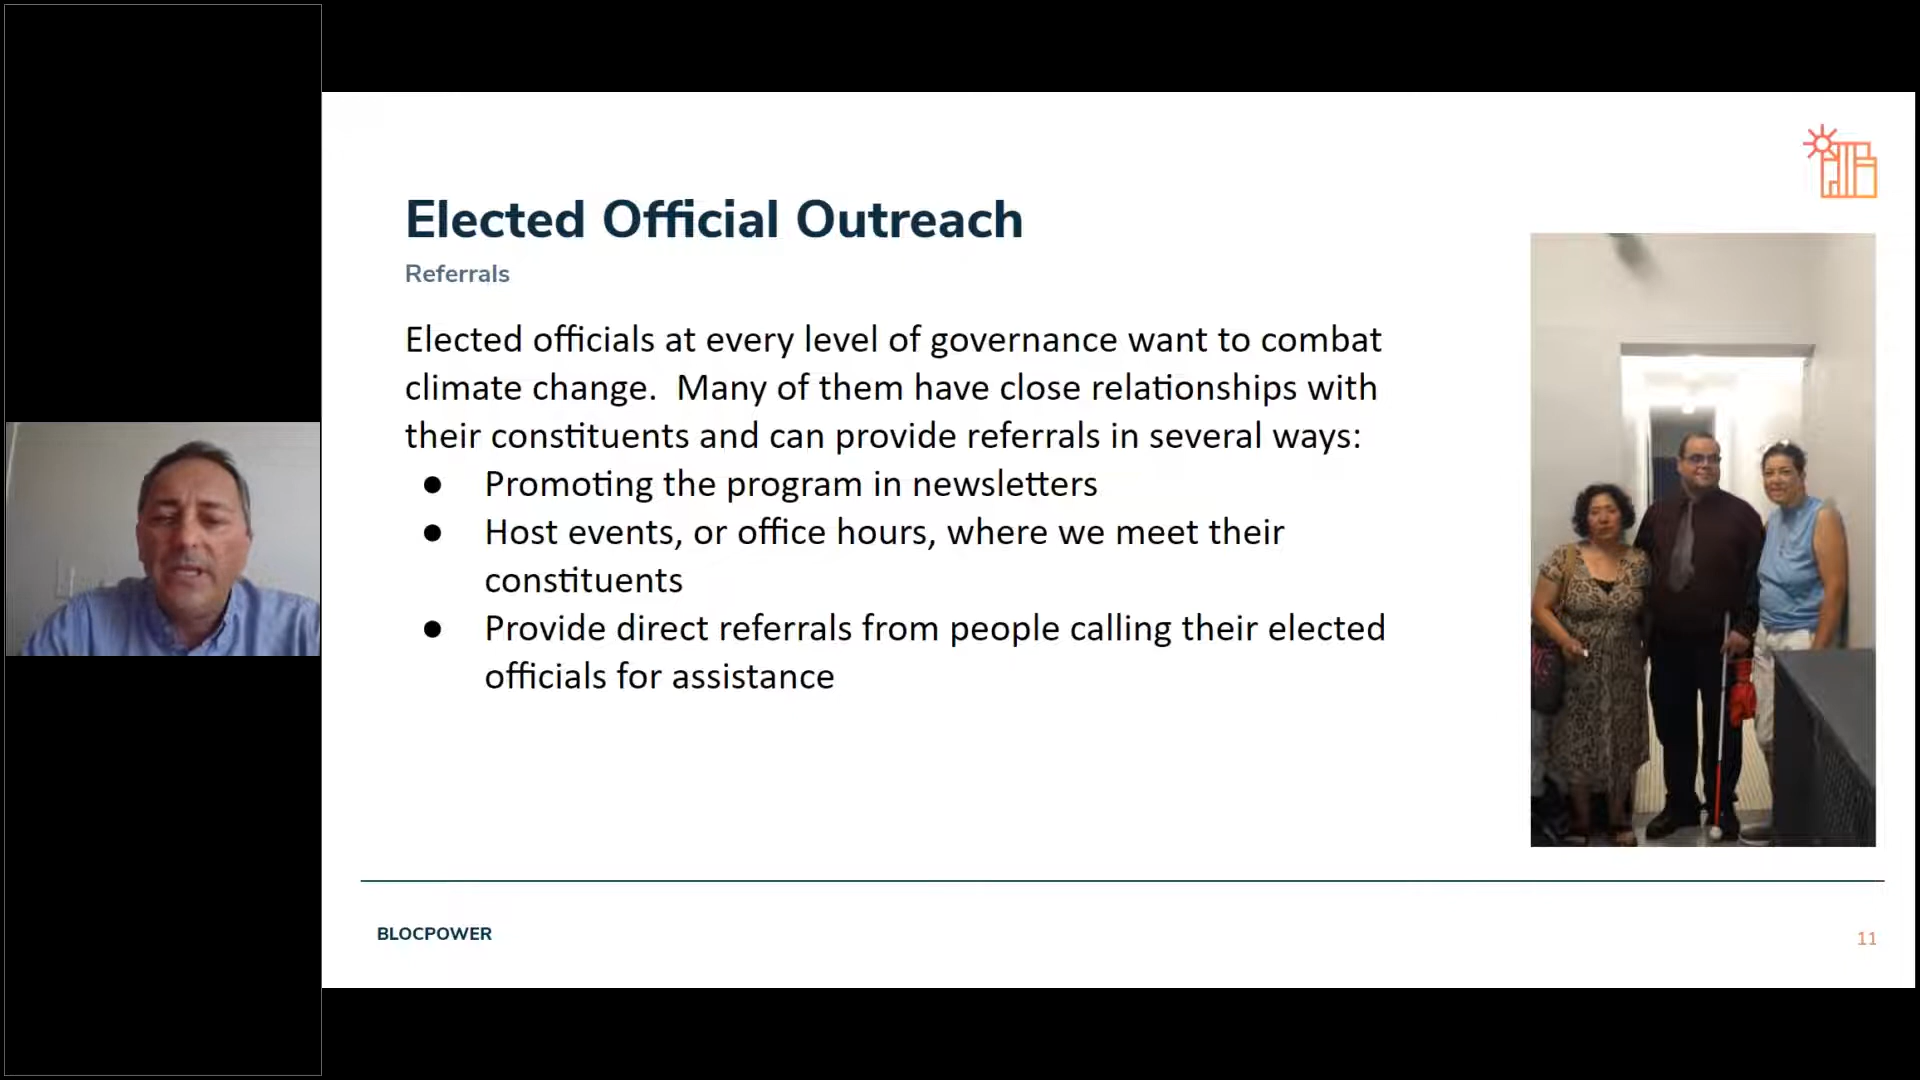 Elected Official Outreach
Referrals
Elected officials at every level of governance want to combat
climate change.  Many of them have close relationships with
their constituents and can provide referrals in several ways:
● Promoting the program in newsletters
● Host events, or office hours, where we meet their
constituents
● Provide direct referrals from people calling their elected
officials for assistance
BLOCPOWER
11